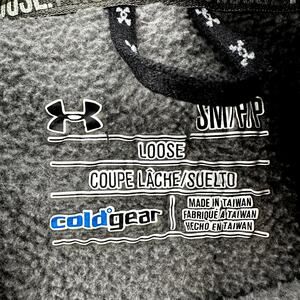 SM/P/P
LOOSE
COUPE LÂCHE/SUELTO
coldgear
MADE IN TAIWAN
FABRIQUÉ À TAIWAN
HECHO EN TAIWAN